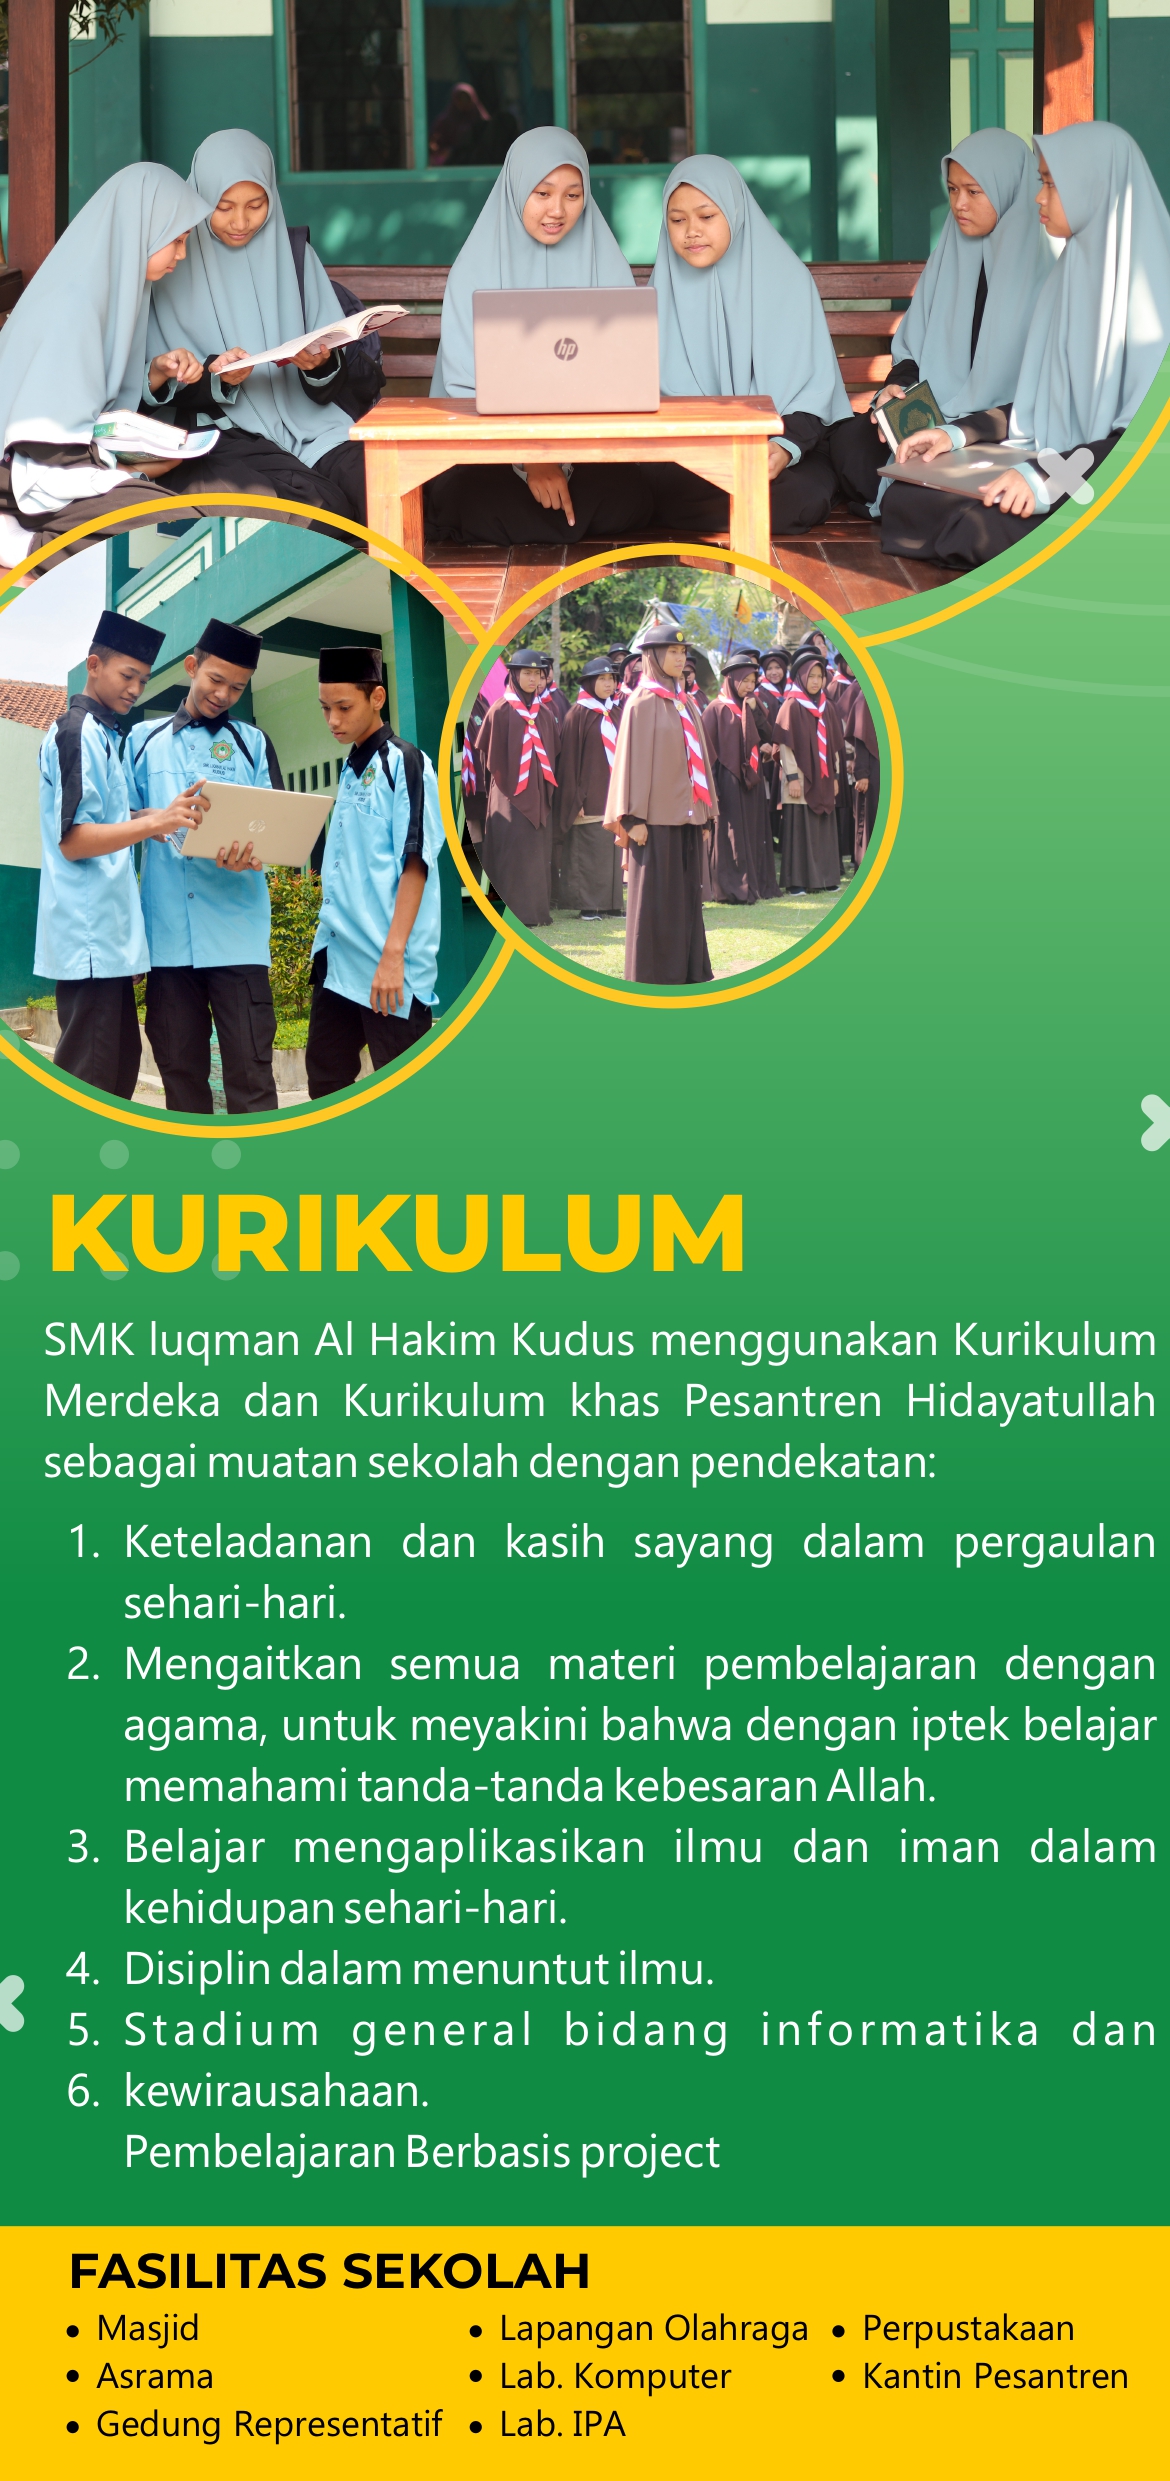 hp
KURIKULUM
SMK luqman Al Hakim Kudus menggunakan Kurikulum
Merdeka dan Kurikulum khas Pesantren Hidayatullah
sebagai muatan sekolah dengan pendekatan:
1. Keteladanan dan kasih sayang dalam pergaulan
sehari-hari.
2. Mengaitkan semua materi pembelajaran dengan
agama, untuk meyakini bahwa dengan iptek belajar
memahami tanda-tanda kebesaran Allah.
3. Belajar mengaplikasikan ilmu dan iman dalam
kehidupan sehari-hari.
4. Disiplin dalam menuntut ilmu.
5. Stadium general bidang informatika dan
6. kewirausahaan.
Pembelajaran Berbasis project
FASILITAS SEKOLAH
• Masjid
• Asrama
• Gedung Representatif
• Lapangan Olahraga
• Lab. Komputer
• Lab. IPA
• Perpustakaan
• Kantin Pesantren